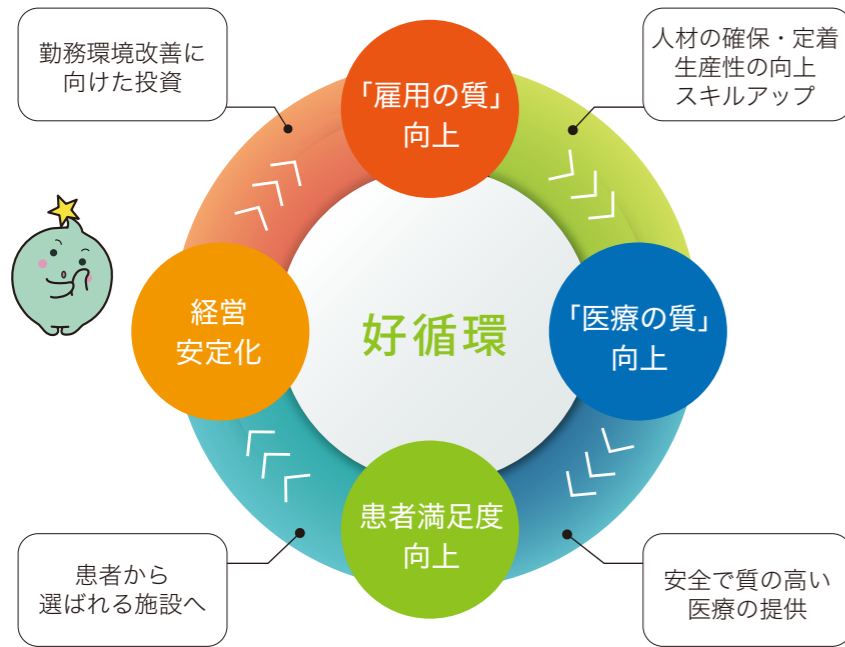 勤務環境改善に
向けた投資
「雇用の質」
向上
人材の確保・定着
生産性の向上
スキルアップ
経営
安定化
好循環
「医療の質」
向上
患者満足度
向上
患者から
選ばれる施設へ
安全で質の高い
医療の提供